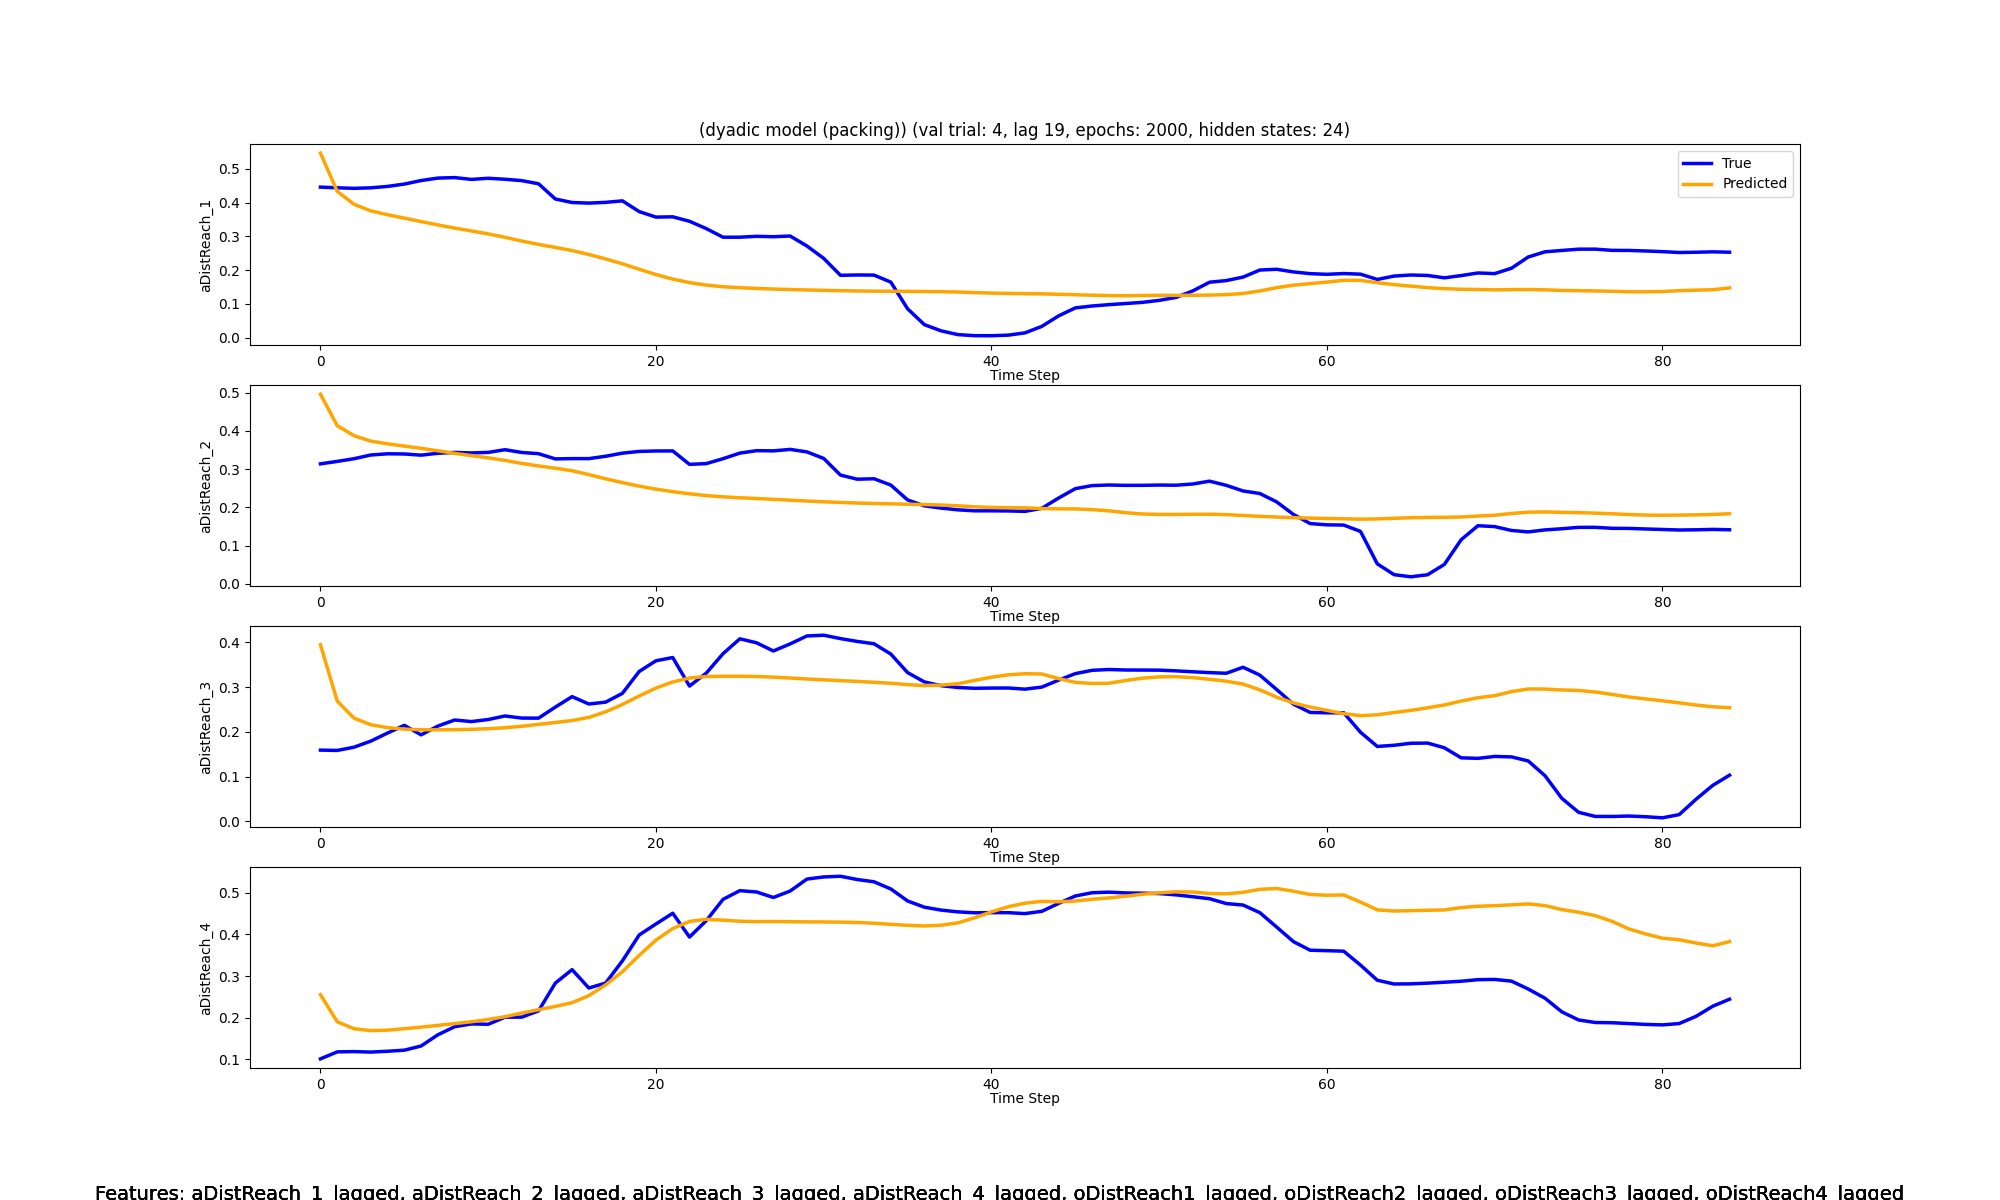 (dyadic model (packing)) (val trial: 4, lag 19, epochs: 2000, hidden states: 24)
True
Predicted
aDistReach_1
0.5
0.4
0.3
0.2
0.1
0.0
0 20 40 60 80
Time Step
aDistReach_2
0.5
0.4
0.3
0.2
0.1
0.0
0 20 40 60 80
Time Step
aDistReach_3
0.4
0.3
0.2
0.1
0.0
0 20 40 60 80
Time Step
aDistReach_4
0.5
0.4
0.3
0.2
0.1
0 20 40 60 80
Time Step
Features: aDistReach_1_lagged, aDistReach_2_lagged, aDistReach_3_lagged, aDistReach_4_lagged, oDistReach1_lagged, oDistReach2_lagged, oDistReach3_lagged, oDistReach4_lagged